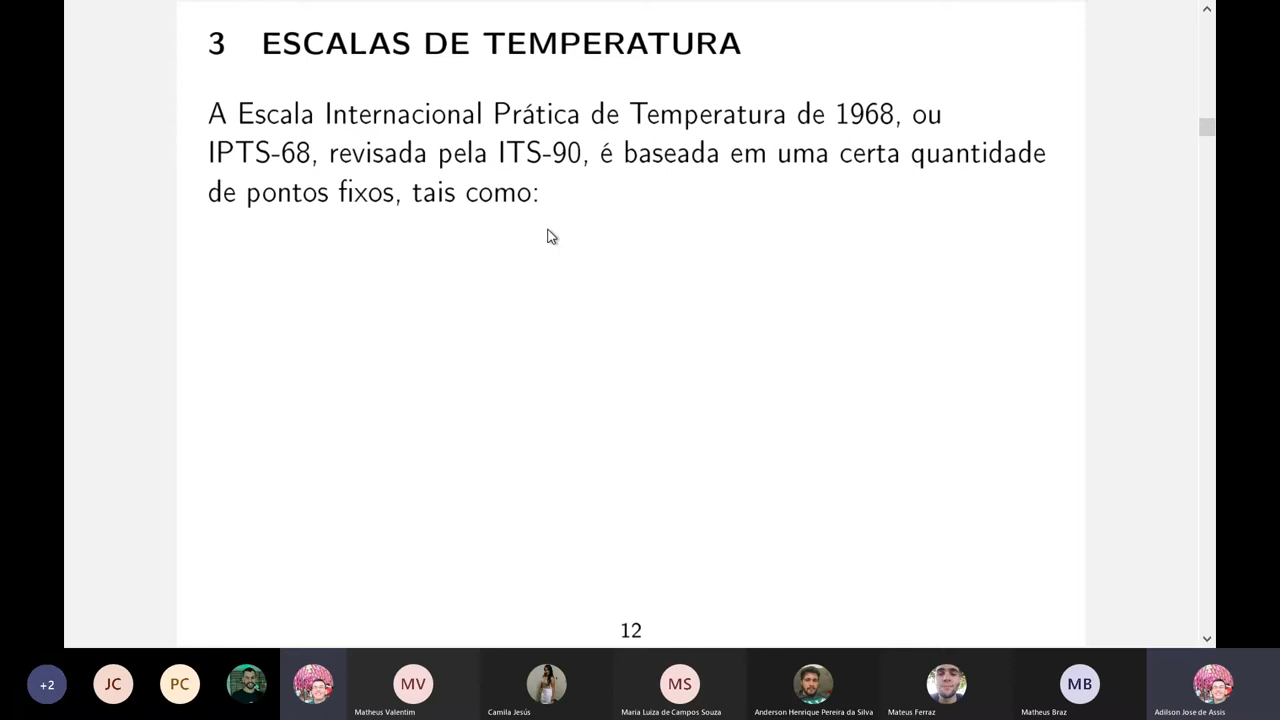 3 ESCALAS DE TEMPERATURA
A Escala Internacional Prática de Temperatura de 1968, ou
IPTS-68, revisada pela ITS-90, é baseada em uma certa quantidade
de pontos fixos, tais como:
12
+2
JC
PC
MV
MS
MB
Matheus Valentim
Camila Jesús
Maria Luiza de Campos Souza
Anderson Henrique Pereira da Silva
Mateus Ferraz
Matheus Braz
Adilson Jose de Assis